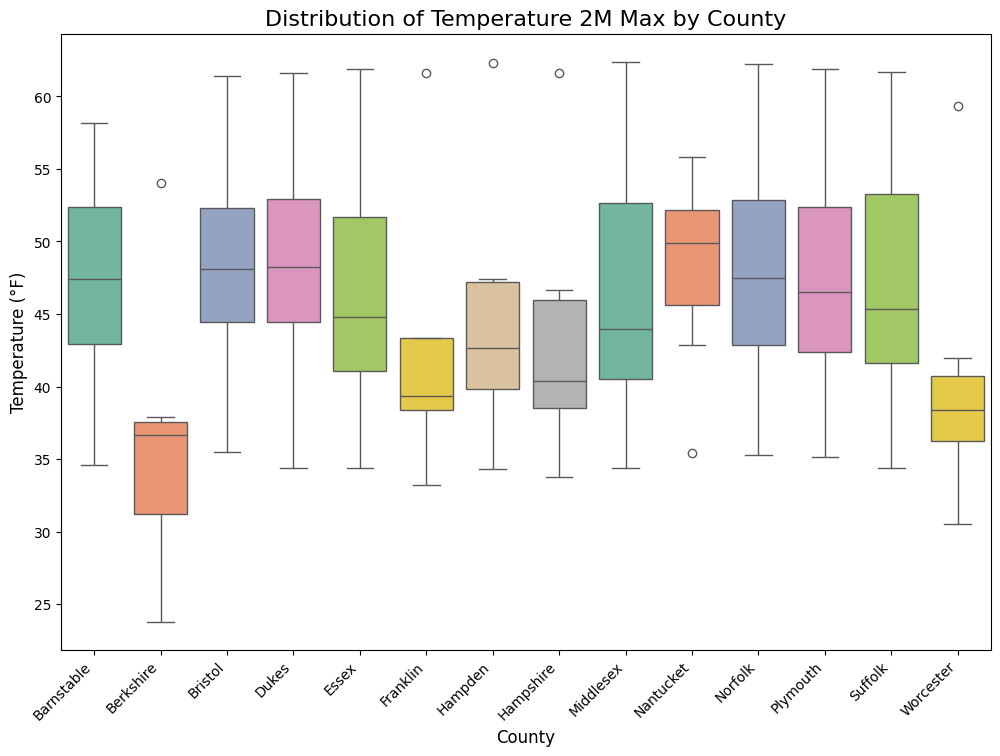 Distribution of Temperature 2M Max by County
Temperature (°F)
60
55
50
45
40
35
30
25
Barnstable
Berkshire
Bristol
Dukes
Essex
Franklin
Hampden
Hampshire
Middlesex
Nantucket
Norfolk
Plymouth
Suffolk
Worcester
County